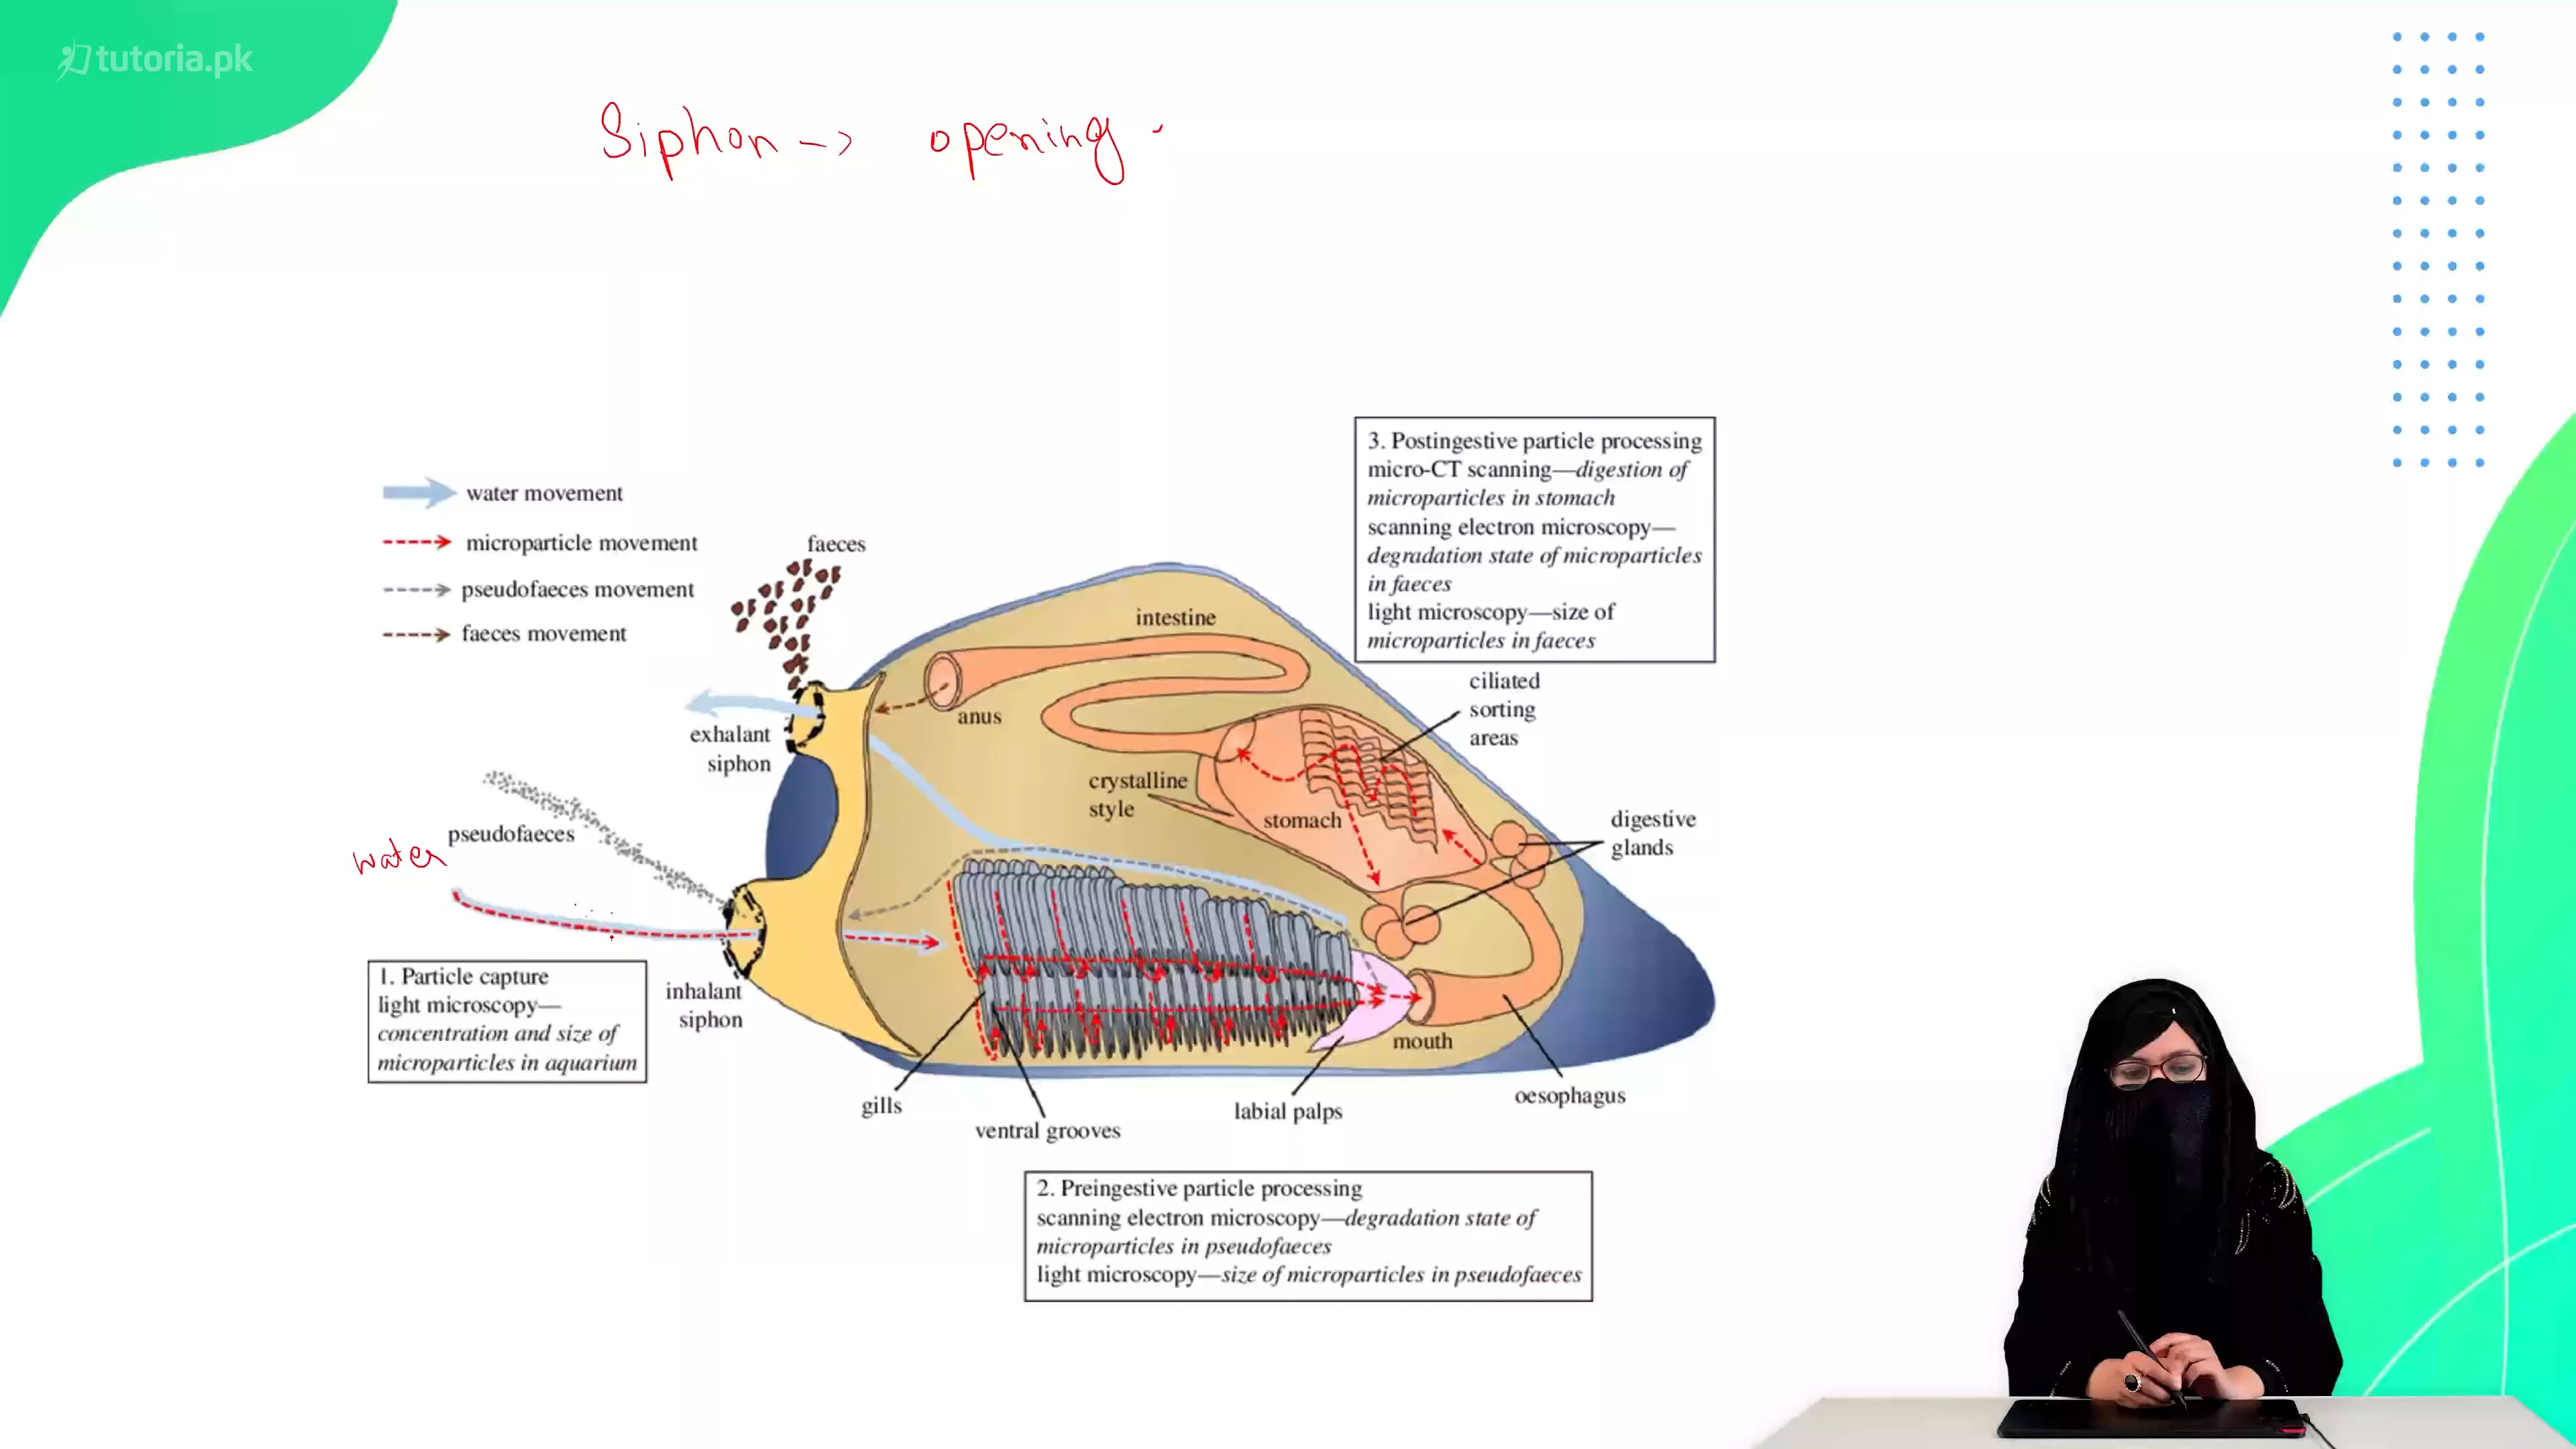 tutoria.pk
Siphon -> opening
water movement
microparticle movement
pseudofaeces movement
faeces movement
faeces
3. Postingestive particle processing
micro-CT scanning—digestion of
microparticles in stomach
scanning electron microscopy—
degradation state of microparticles
in faeces
light microscopy—size of
microparticles in faeces
intestine
ciliated
sorting
areas
anus
exhalant
siphon
crystalline
style
stomach
digestive
glands
pseudofaeces
water
1. Particle capture
light microscopy—
concentration and size of
microparticles in aquarium
inhalant
siphon
mouth
oesophagus
gills
labial palps
ventral grooves
2. Preingestive particle processing
scanning electron microscopy—degradation state of
microparticles in pseudofaeces
light microscopy—size of microparticles in pseudofaeces